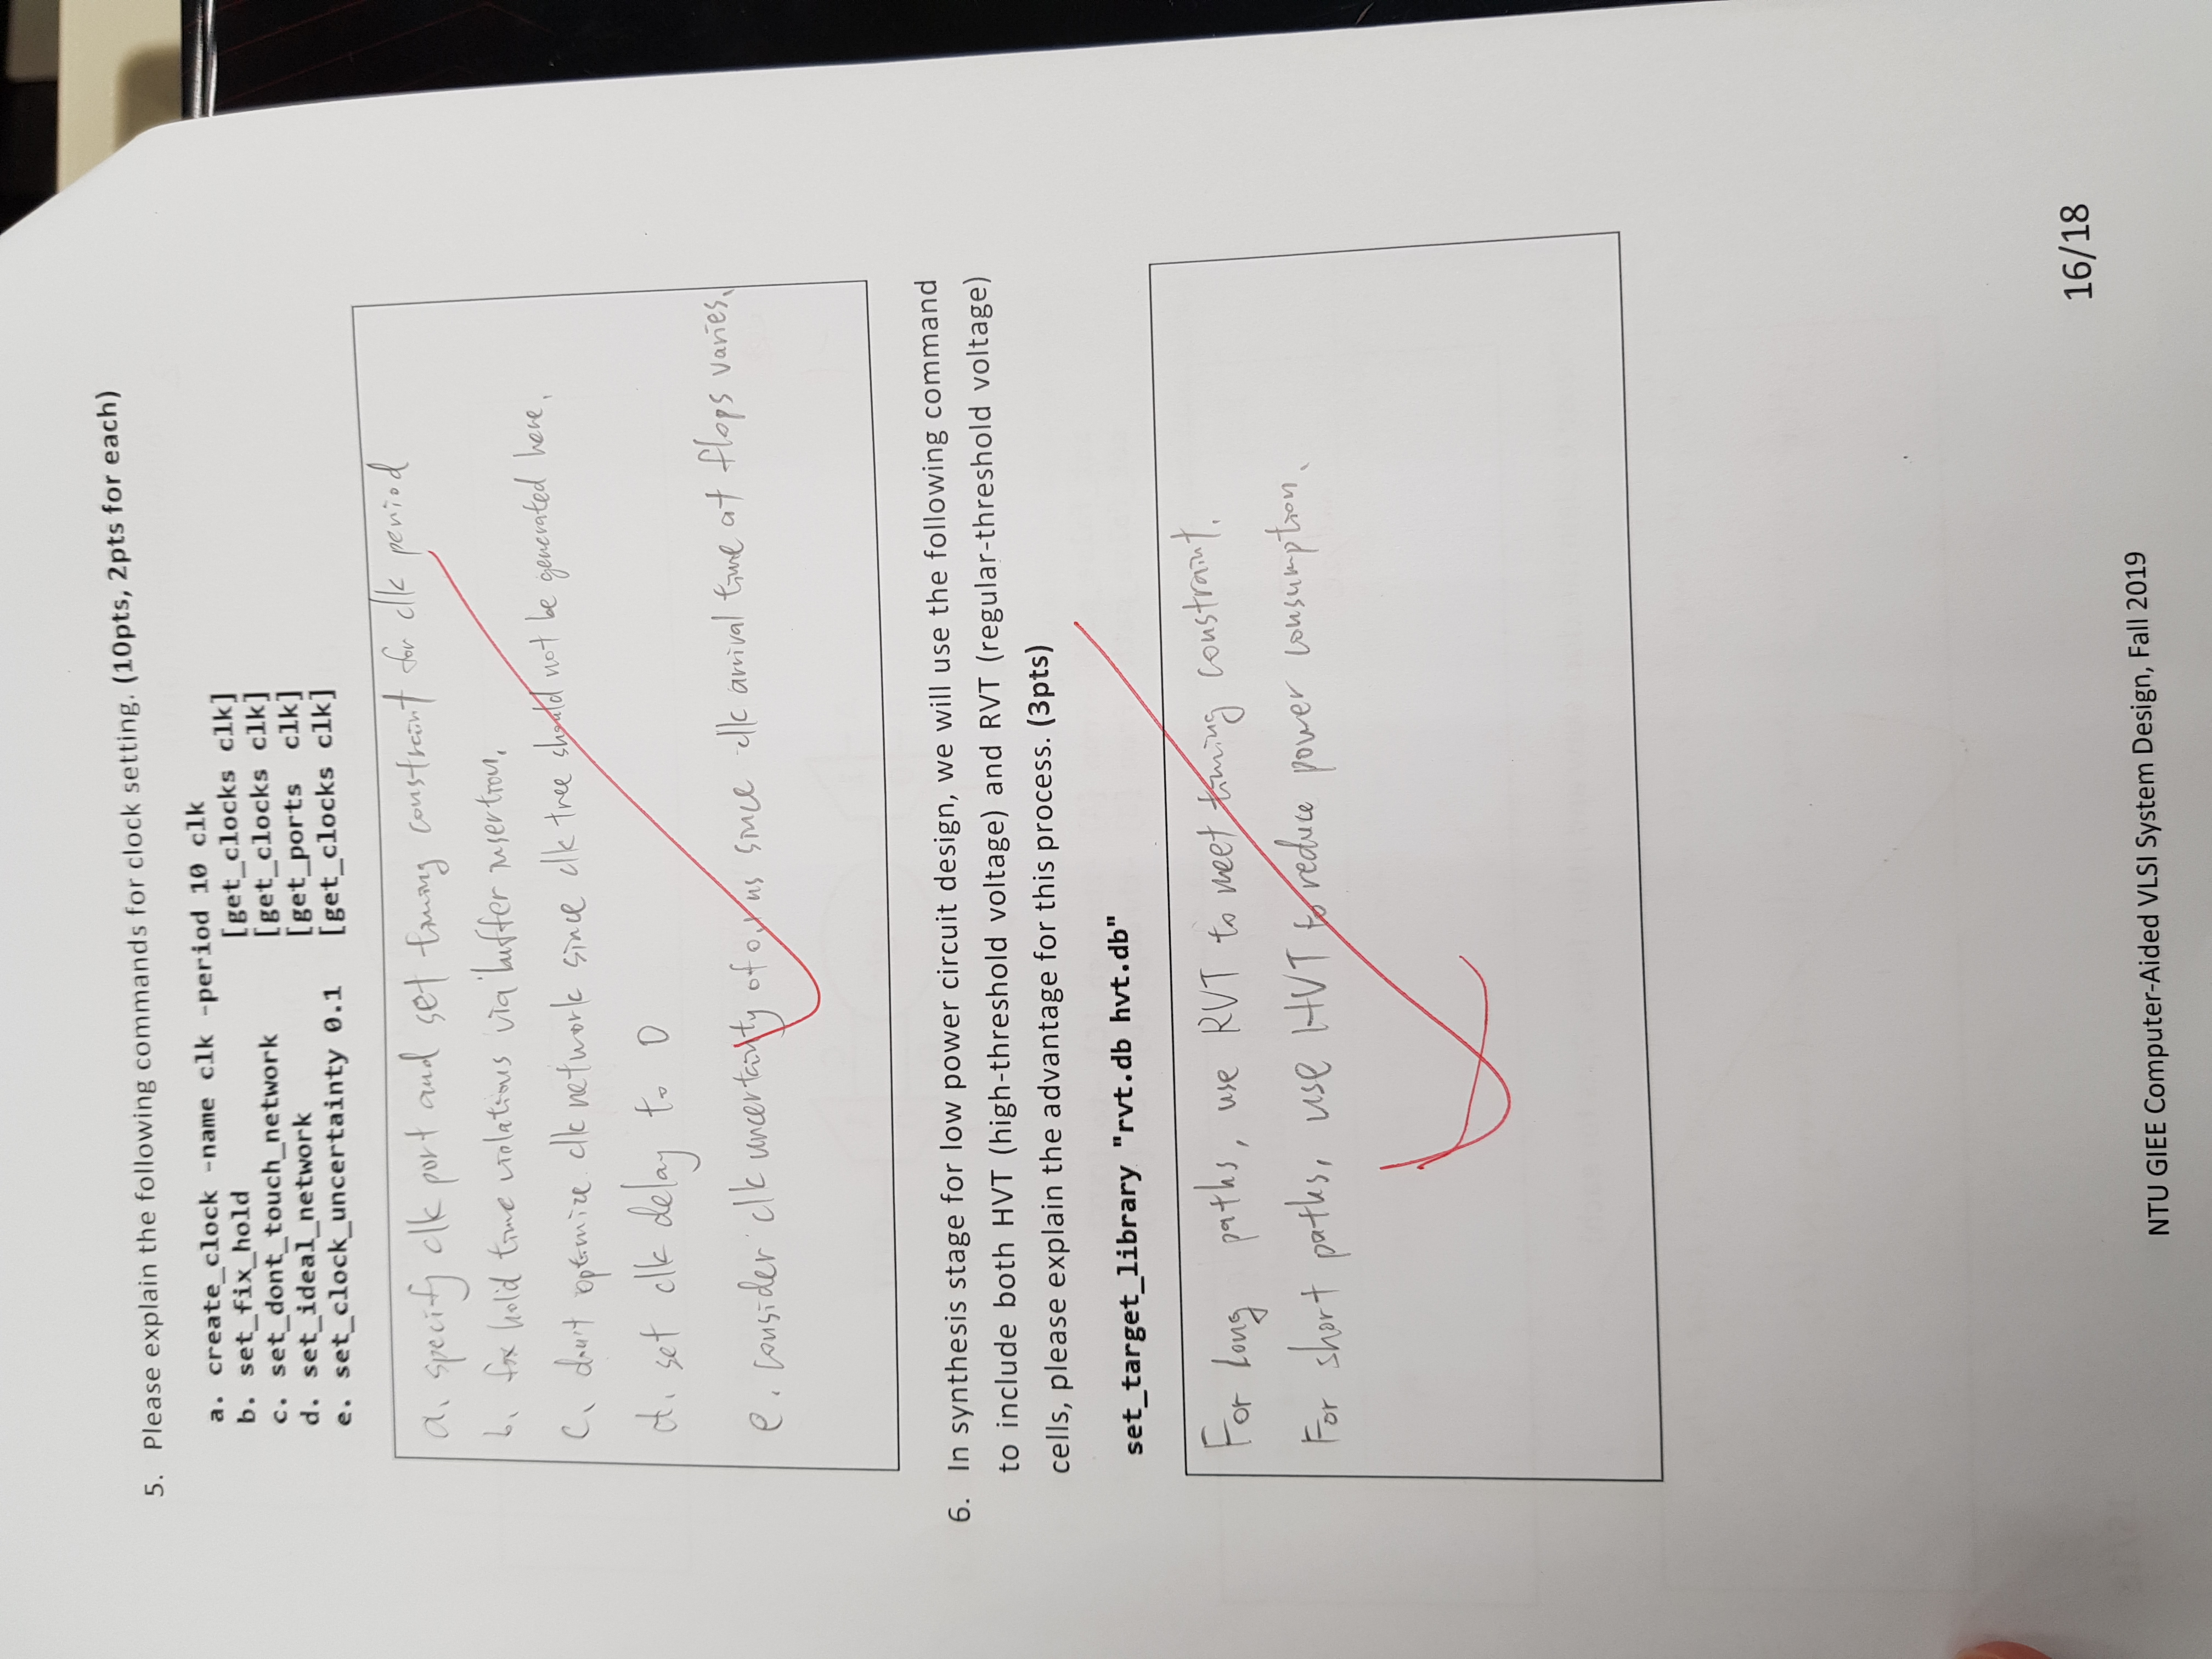 5. Please explain the following commands for clock setting. (10pts, 2pts for each)
a. create_clock -name clk -period 10 clk
b. set_fix_hold [get_clocks clk]
c. set_dont_touch_network [get_clocks clk]
d. set_ideal_network [get_ports clk]
e. set_clock_uncertainty 0.1 [get_clocks clk]
a. specify clk port and set timing constraint for clk period
b. fix hold time violations via buffer insertion.
c. don't optimize clk network since clk tree should not be generated here.
d. set clk delay to 0
e. consider clk uncertainty of 0.1 ns since clk arrival time at flops varies.
6. In synthesis stage for low power circuit design, we will use the following command
to include both HVT (high-threshold voltage) and RVT (regular-threshold voltage)
cells, please explain the advantage for this process. (3pts)
set_target_library "rvt.db hvt.db"
For long paths, use RVT to meet timing constraint.
For short paths, use HVT to reduce power consumption.
16/18
NTU GIEE Computer-Aided VLSI System Design, Fall 2019